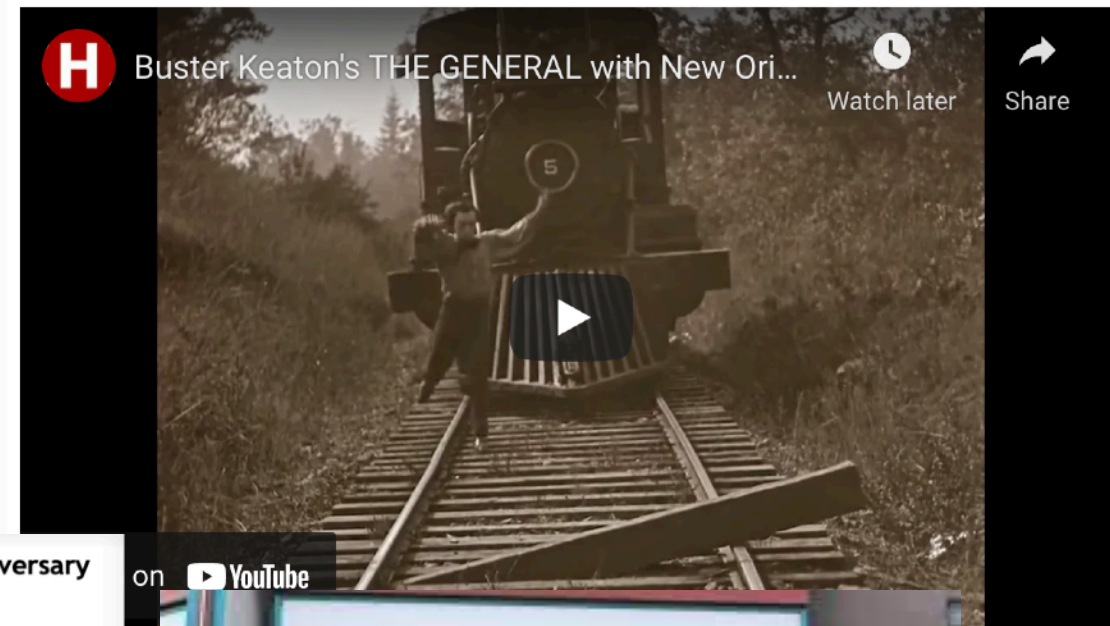 H
Buster Keaton's THE GENERAL with New Ori...
Watch later
Share
5
versary
on YouTube